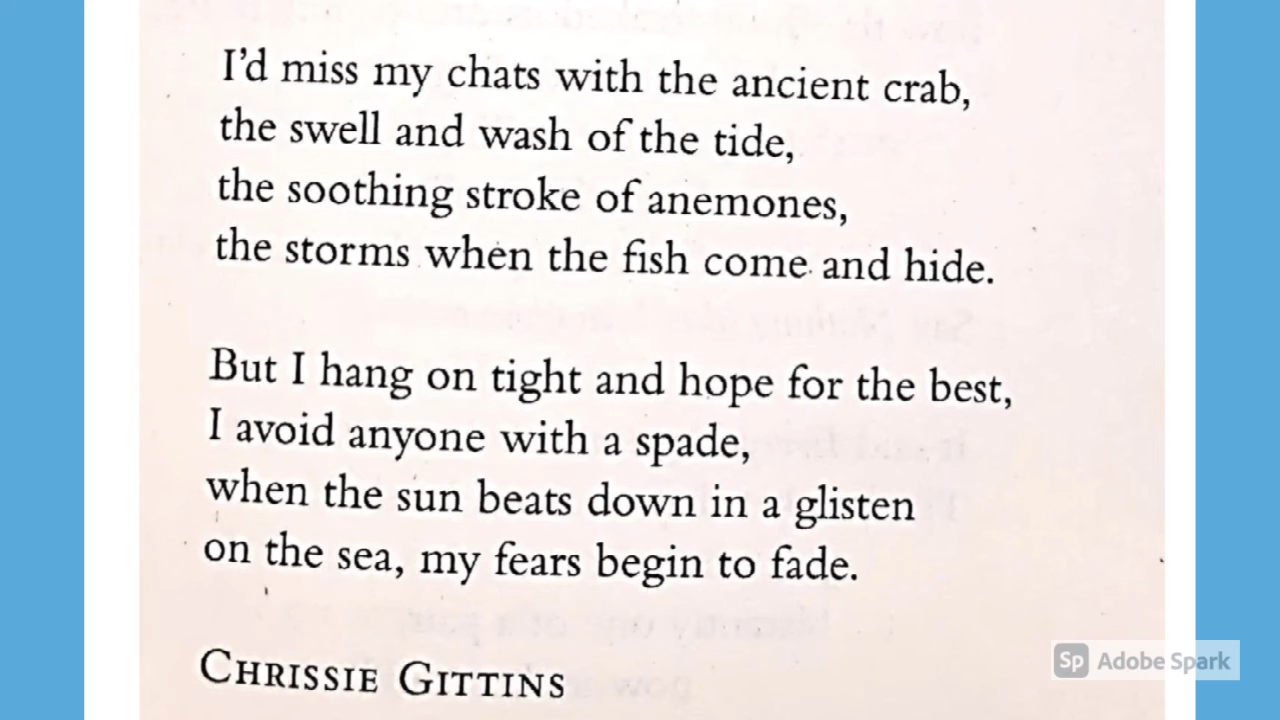 I'd miss my chats with the ancient crab,
the swell and wash of the tide,
the soothing stroke of anemones,
the storms when the fish come and hide.
But I hang on tight and hope for the best,
I avoid anyone with a spade,
when the sun beats down in a glisten
on the sea, my fears begin to fade.
CHRISSIE GITTINS
Sp Adobe Spark